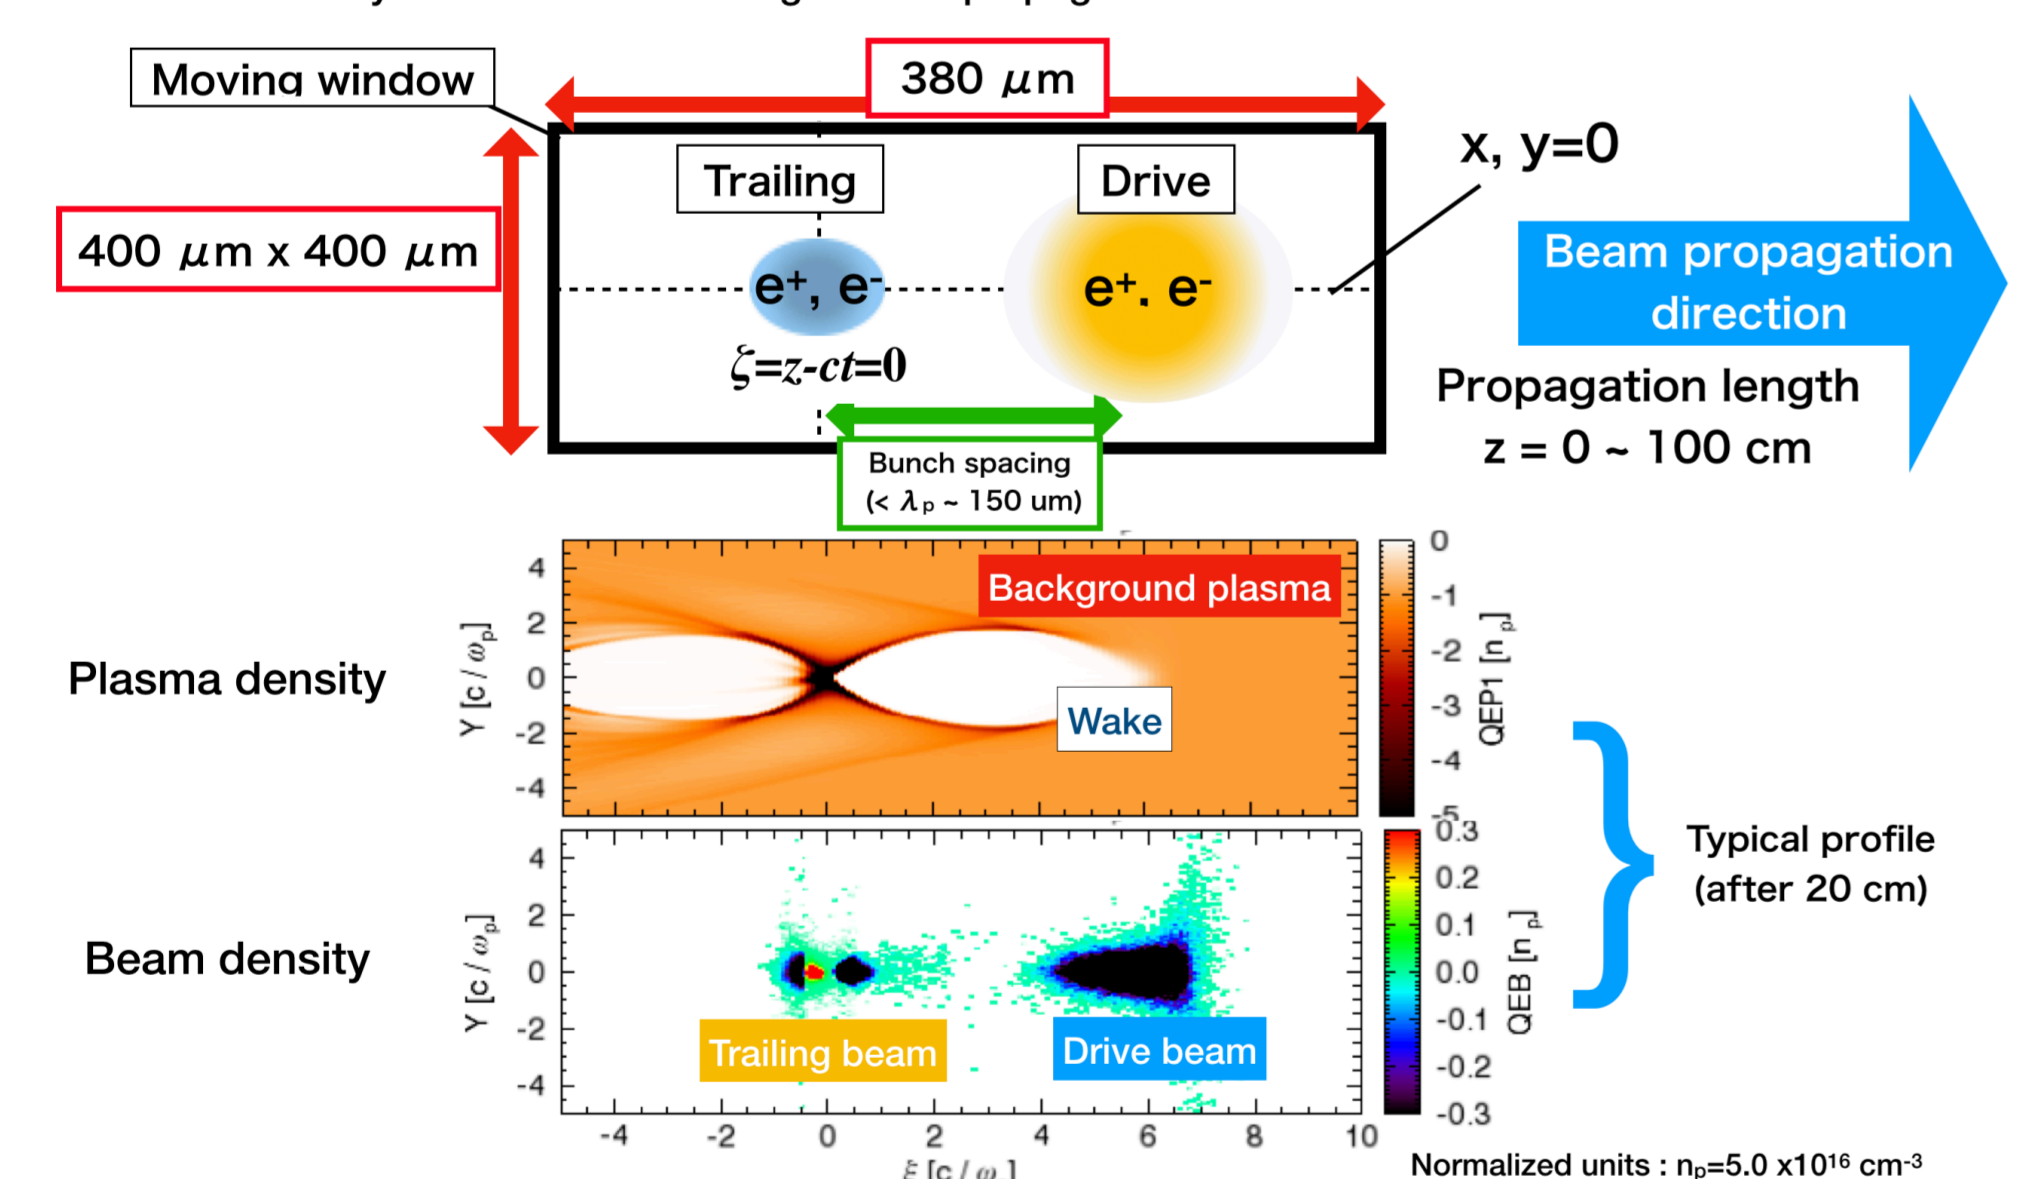 Moving window
380 μm
400 μm x 400 μm
Trailing
Drive
x, y=0
e⁺, e⁻
e⁺. e⁻
ζ=z-ct=0
Beam propagation
direction
Propagation length
z = 0 ~ 100 cm
Bunch spacing
(< λp ~ 150 um)
Plasma density
Y [c / ωp]
4
2
0
-2
-4
Background plasma
Wake
0
-1
-2
-3
-4
-5
QEP1 [n p]
Beam density
Y [c / ωp]
4
2
0
-2
-4
Trailing beam
Drive beam
0.3
0.2
0.1
0.0
-0.1
-0.2
-0.3
QEB [n p]
-4 -2 0 2 4 6 8 10
Typical profile
(after 20 cm)
Normalized units : np=5.0 x10¹⁶ cm⁻³